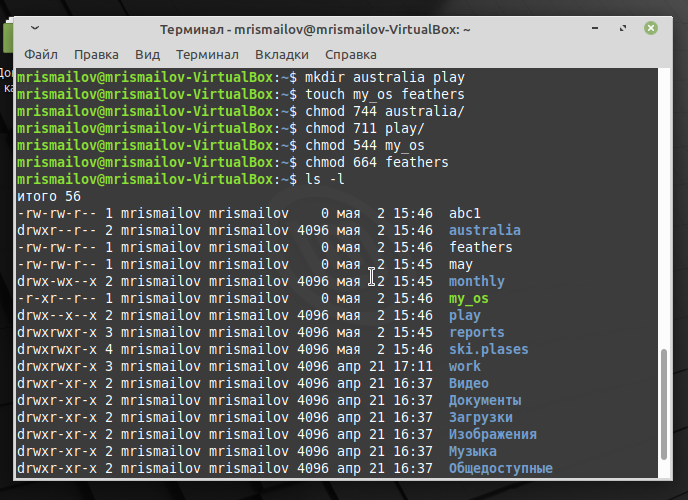 Терминал - mrismailov@mrismailov-VirtualBox: ~
Файл Правка Вид Терминал Вкладки Справка
mrismailov@mrismailov-VirtualBox:~$ mkdir australia play
mrismailov@mrismailov-VirtualBox:~$ touch my_os feathers
mrismailov@mrismailov-VirtualBox:~$ chmod 744 australia/
mrismailov@mrismailov-VirtualBox:~$ chmod 711 play/
mrismailov@mrismailov-VirtualBox:~$ chmod 544 my_os
mrismailov@mrismailov-VirtualBox:~$ chmod 664 feathers
mrismailov@mrismailov-VirtualBox:~$ ls -l
итого 56
-rw-rw-r-- 1 mrismailov mrismailov    0 мая  2 15:46  abc1
drwxr--r-- 2 mrismailov mrismailov 4096 мая  2 15:46  australia
-rw-rw-r-- 1 mrismailov mrismailov    0 мая  2 15:46  feathers
-rw-rw-r-- 1 mrismailov mrismailov    0 мая  2 15:45  may
drwx-wx--x 2 mrismailov mrismailov 4096 мая  2 15:45  monthly
-r-xr--r-- 1 mrismailov mrismailov    0 мая  2 15:46  my_os
drwx--x--x 2 mrismailov mrismailov 4096 мая  2 15:46  play
drwxrwxr-x 3 mrismailov mrismailov 4096 мая  2 15:45  reports
drwxrwxr-x 4 mrismailov mrismailov 4096 мая  2 15:46  ski.plases
drwxrwxr-x 3 mrismailov mrismailov 4096 апр 21 17:11  work
drwxr-xr-x 2 mrismailov mrismailov 4096 апр 21 16:37  Видео
drwxr-xr-x 2 mrismailov mrismailov 4096 апр 21 16:37  Документы
drwxr-xr-x 2 mrismailov mrismailov 4096 апр 21 16:37  Загрузки
drwxr-xr-x 2 mrismailov mrismailov 4096 апр 21 16:37  Изображения
drwxr-xr-x 2 mrismailov mrismailov 4096 апр 21 16:37  Музыка
drwxr-xr-x 2 mrismailov mrismailov 4096 апр 21 16:37  Общедоступные